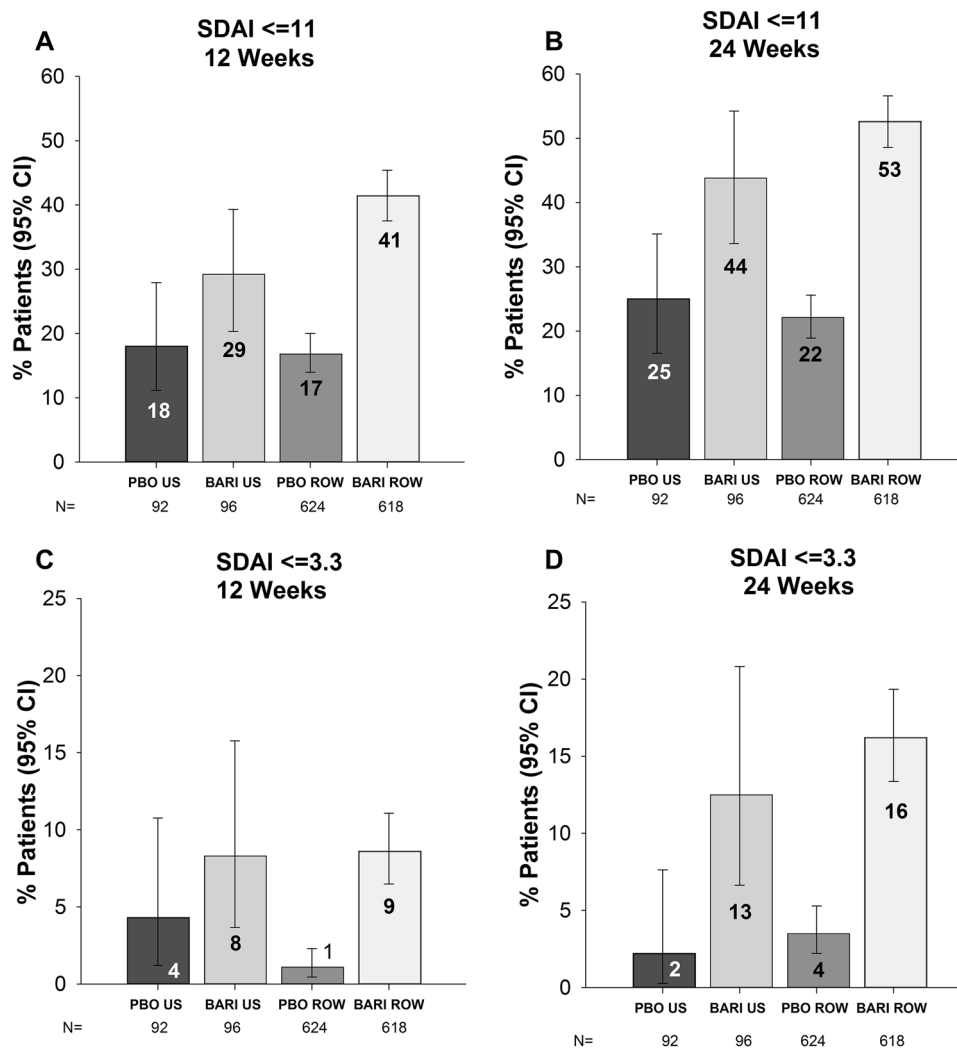 A
SDAI <=11
12 Weeks
% Patients (95% CI)
60
50
40
30
20
10
0
18
29
17
41
PBO US BARI US PBO ROW BARI ROW
N= 92 96 624 618
B
SDAI <=11
24 Weeks
% Patients (95% CI)
60
50
40
30
20
10
0
25
44
22
53
PBO US BARI US PBO ROW BARI ROW
N= 92 96 624 618
C
SDAI <=3.3
12 Weeks
% Patients (95% CI)
25
20
15
10
5
0
4
8
1
9
PBO US BARI US PBO ROW BARI ROW
N= 92 96 624 618
D
SDAI <=3.3
24 Weeks
% Patients (95% CI)
25
20
15
10
5
0
2
13
4
16
PBO US BARI US PBO ROW BARI ROW
N= 92 96 624 618